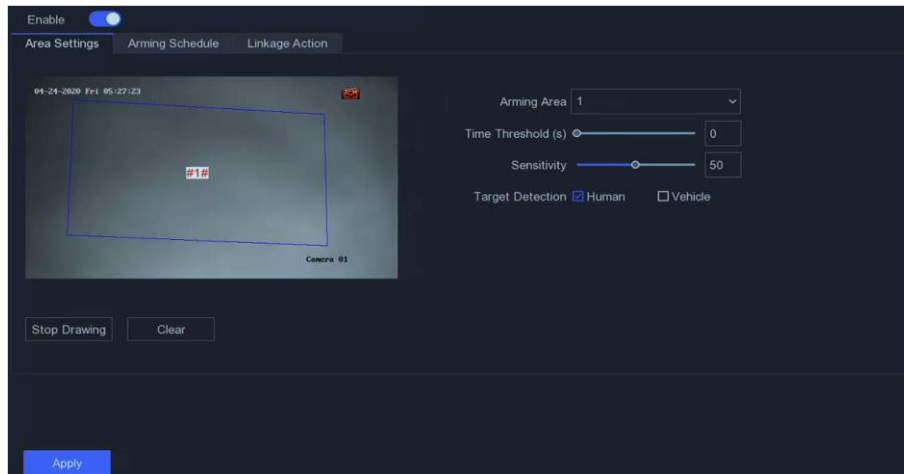 Enable
Area Settings Arming Schedule Linkage Action
04-24-2020 Fri 05:27:23
#1#
Camera 01
Arming Area 1
Time Threshold (s) 0
Sensitivity 50
Target Detection Human Vehicle
Stop Drawing Clear
Apply